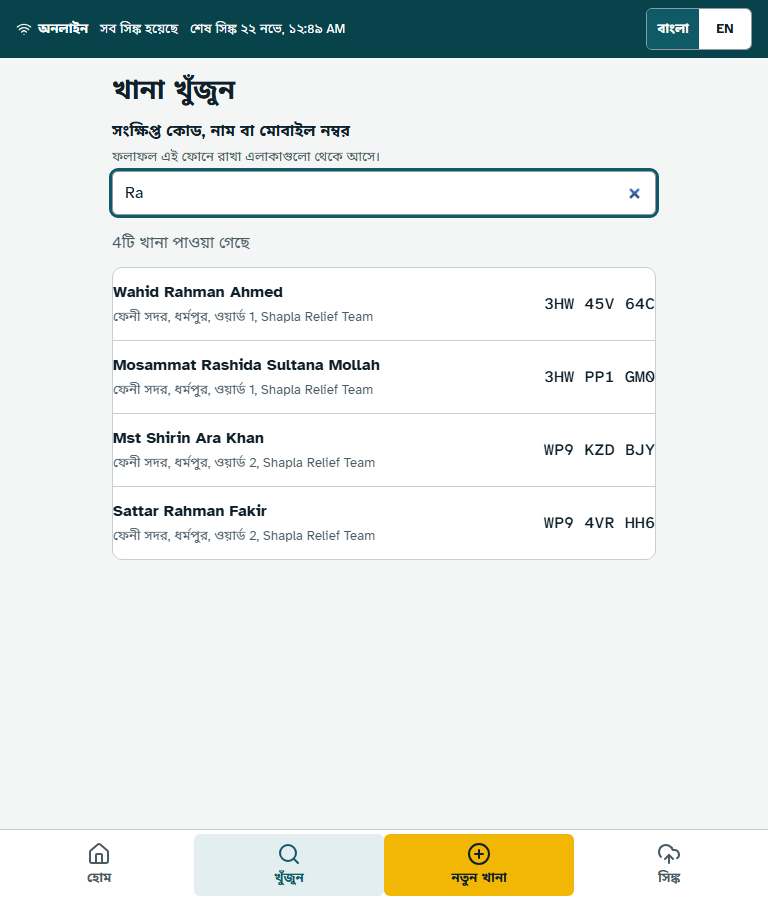 অনলাইন সব সিঙ্ক হয়েছে শেষ সিঙ্ক ২২ নভে, ১২:৪৯ AM
বাংলা EN
খানা খুঁজুন
সংক্ষিপ্ত কোড, নাম বা মোবাইল নম্বর
ফলাফল এই ফোনে রাখা এলাকাগুলো থেকে আসে।
Ra
4টি খানা পাওয়া গেছে
Wahid Rahman Ahmed
ফেনী সদর, ধর্মপুর, ওয়ার্ড 1, Shapla Relief Team
3HW 45V 64C
Mosammat Rashida Sultana Mollah
ফেনী সদর, ধর্মপুর, ওয়ার্ড 1, Shapla Relief Team
3HW PP1 GM0
Mst Shirin Ara Khan
ফেনী সদর, ধর্মপুর, ওয়ার্ড 2, Shapla Relief Team
WP9 KZD BJY
Sattar Rahman Fakir
ফেনী সদর, ধর্মপুর, ওয়ার্ড 2, Shapla Relief Team
WP9 4VR HH6
হোম
খুঁজুন
নতুন খানা
সিঙ্ক